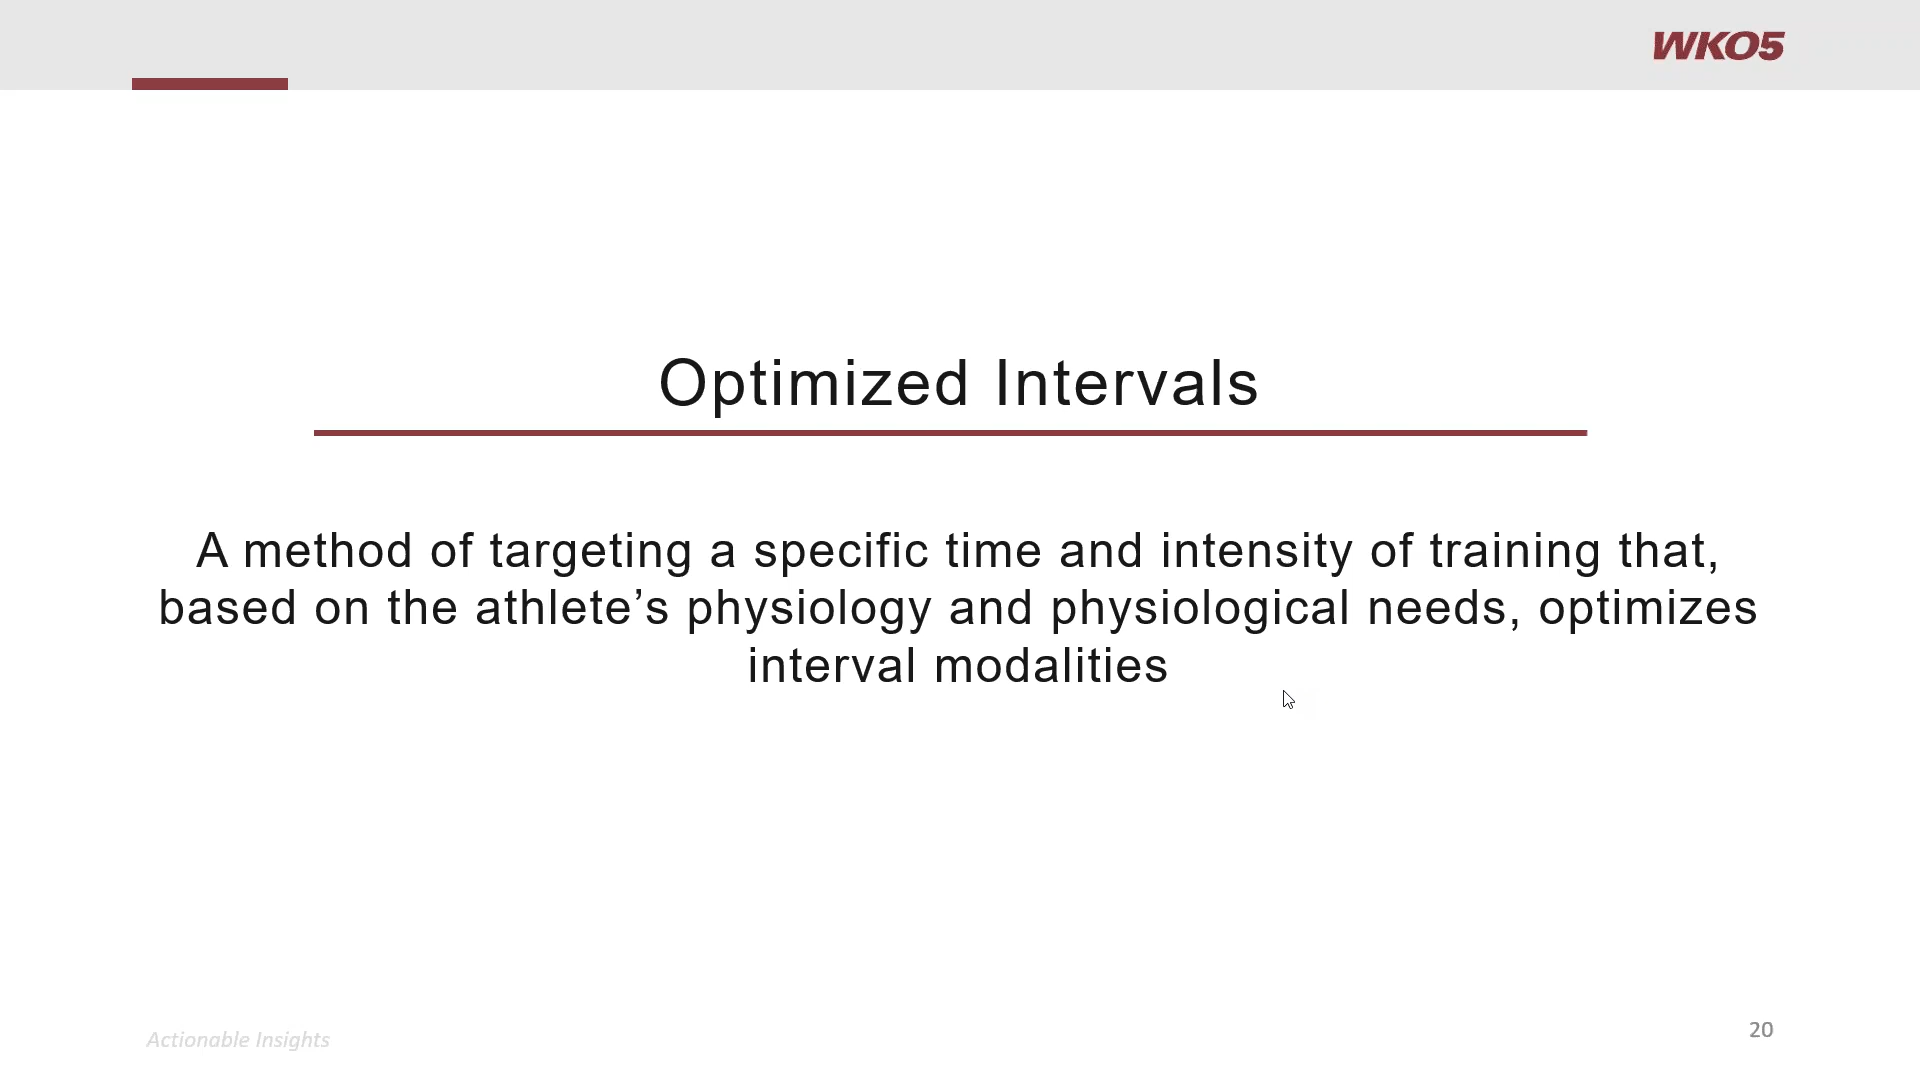 WKO5
Optimized Intervals
A method of targeting a specific time and intensity of training that,
based on the athlete’s physiology and physiological needs, optimizes
interval modalities
Actionable Insights
20